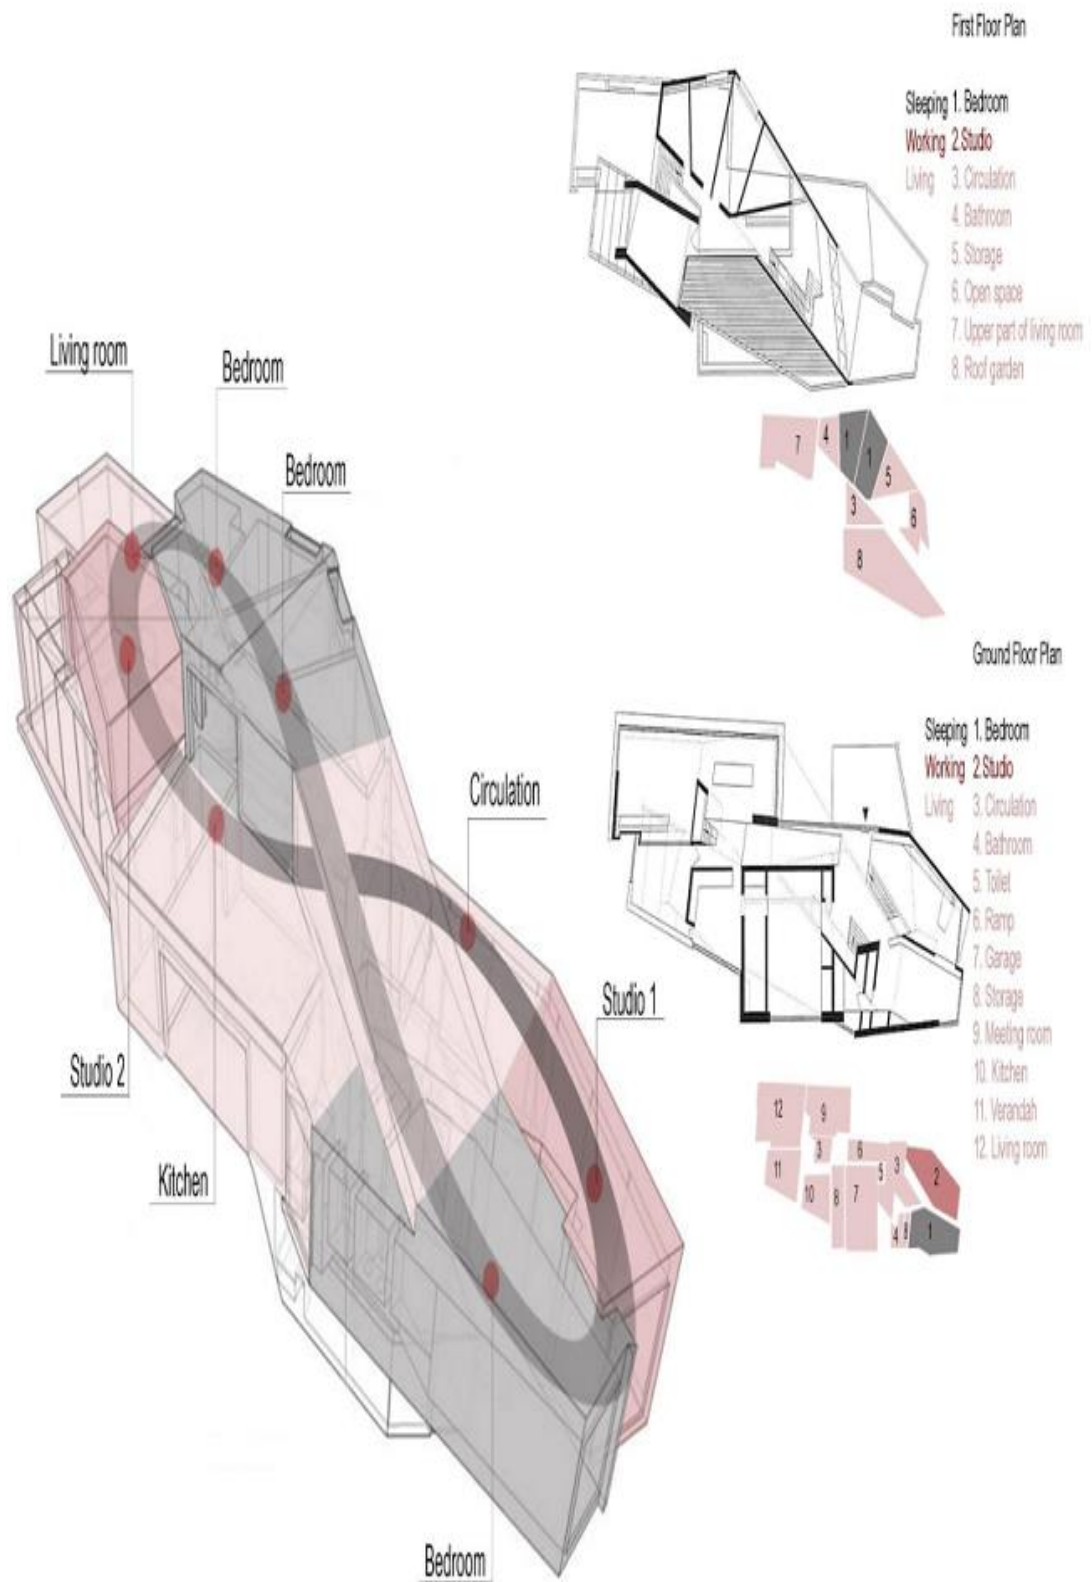 First Floor Plan
Sleeping 1. Bedroom
Working 2.Studio
Living 3. Circulation
4. Bathroom
5. Storage
6. Open space
7. Upper part of living room
8. Roof garden
7 4 1 1 5
3 6
8
Living room
Bedroom
Bedroom
Circulation
Studio 1
Studio 2
Kitchen
Bedroom
Ground Floor Plan
Sleeping 1. Bedroom
Working 2.Studio
Living 3. Circulation
4. Bathroom
5. Toilet
6. Ramp
7. Garage
8. Storage
9. Meeting room
10. Kitchen
11. Verandah
12. Living room
12 9
3 6 3
11 10 8 7 5 2
4 8 1